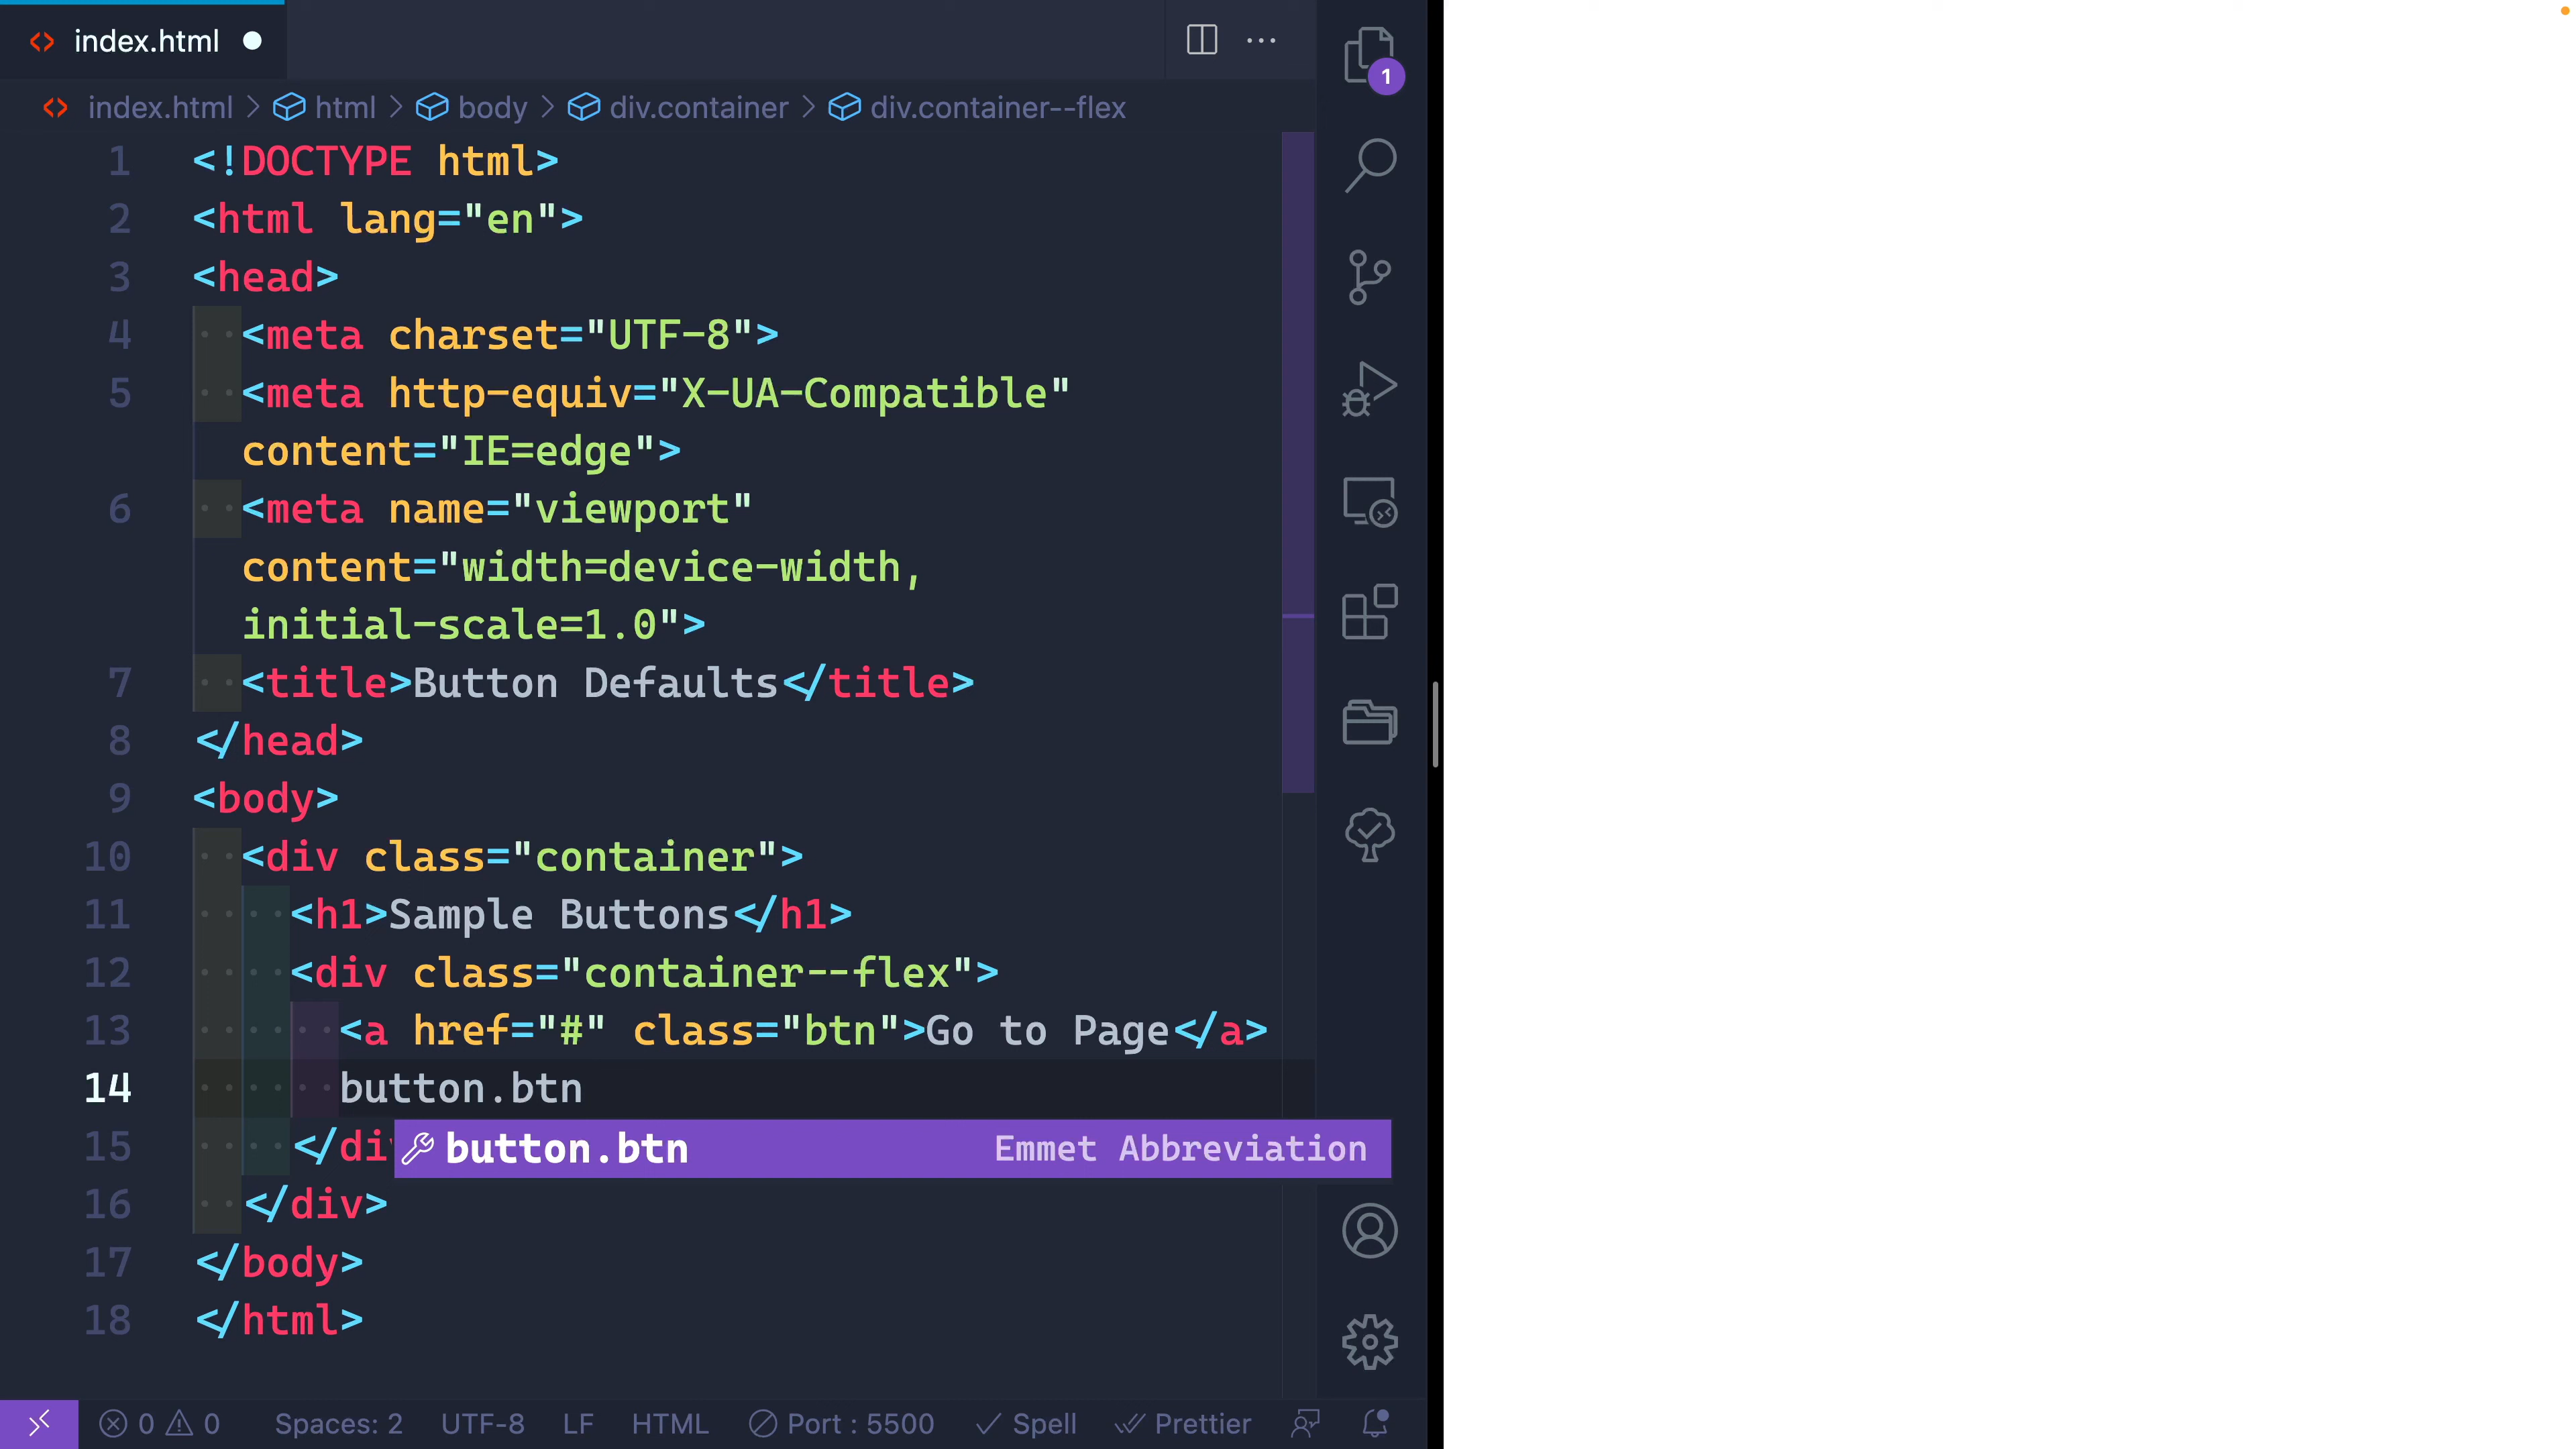 index.html
index.html > html > body > div.container > div.container--flex
1
1 <!DOCTYPE html>
2 <html lang="en">
3 <head>
4 <meta charset="UTF-8">
5 <meta http-equiv="X-UA-Compatible"
content="IE=edge">
6 <meta name="viewport"
content="width=device-width,
initial-scale=1.0">
7 <title>Button Defaults</title>
8 </head>
9 <body>
10 <div class="container">
11 <h1>Sample Buttons</h1>
12 <div class="container--flex">
13 <a href="#" class="btn">Go to Page</a>
14 button.btn
15 </di
button.btn Emmet Abbreviation
16 </div>
17 </body>
18 </html>
0 0 Spaces: 2 UTF-8 LF HTML Port : 5500 Spell Prettier